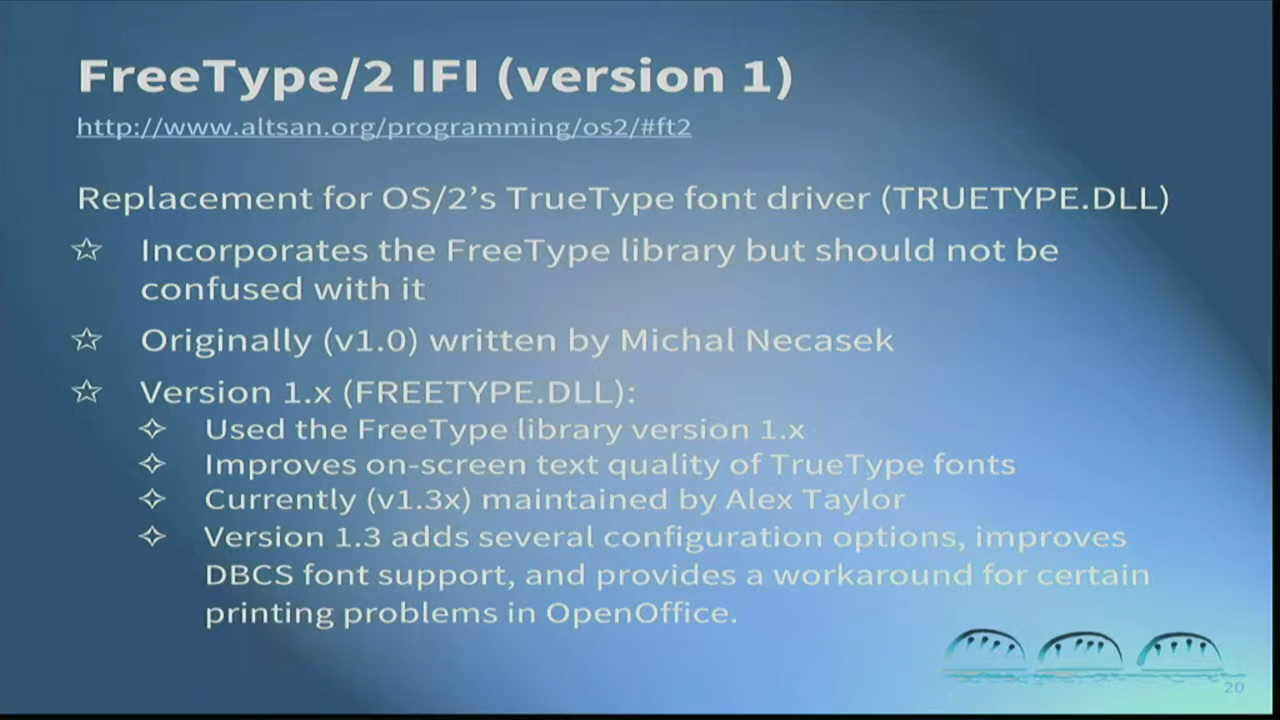 FreeType/2 IFI (version 1)
http://www.altsan.org/programming/os2/#ft2
Replacement for OS/2’s TrueType font driver (TRUETYPE.DLL)
Incorporates the FreeType library but should not be
confused with it
Originally (v1.0) written by Michal Necasek
Version 1.x (FREETYPE.DLL):
Used the FreeType library version 1.x
Improves on-screen text quality of TrueType fonts
Currently (v1.3x) maintained by Alex Taylor
Version 1.3 adds several configuration options, improves
DBCS font support, and provides a workaround for certain
printing problems in OpenOffice.
20